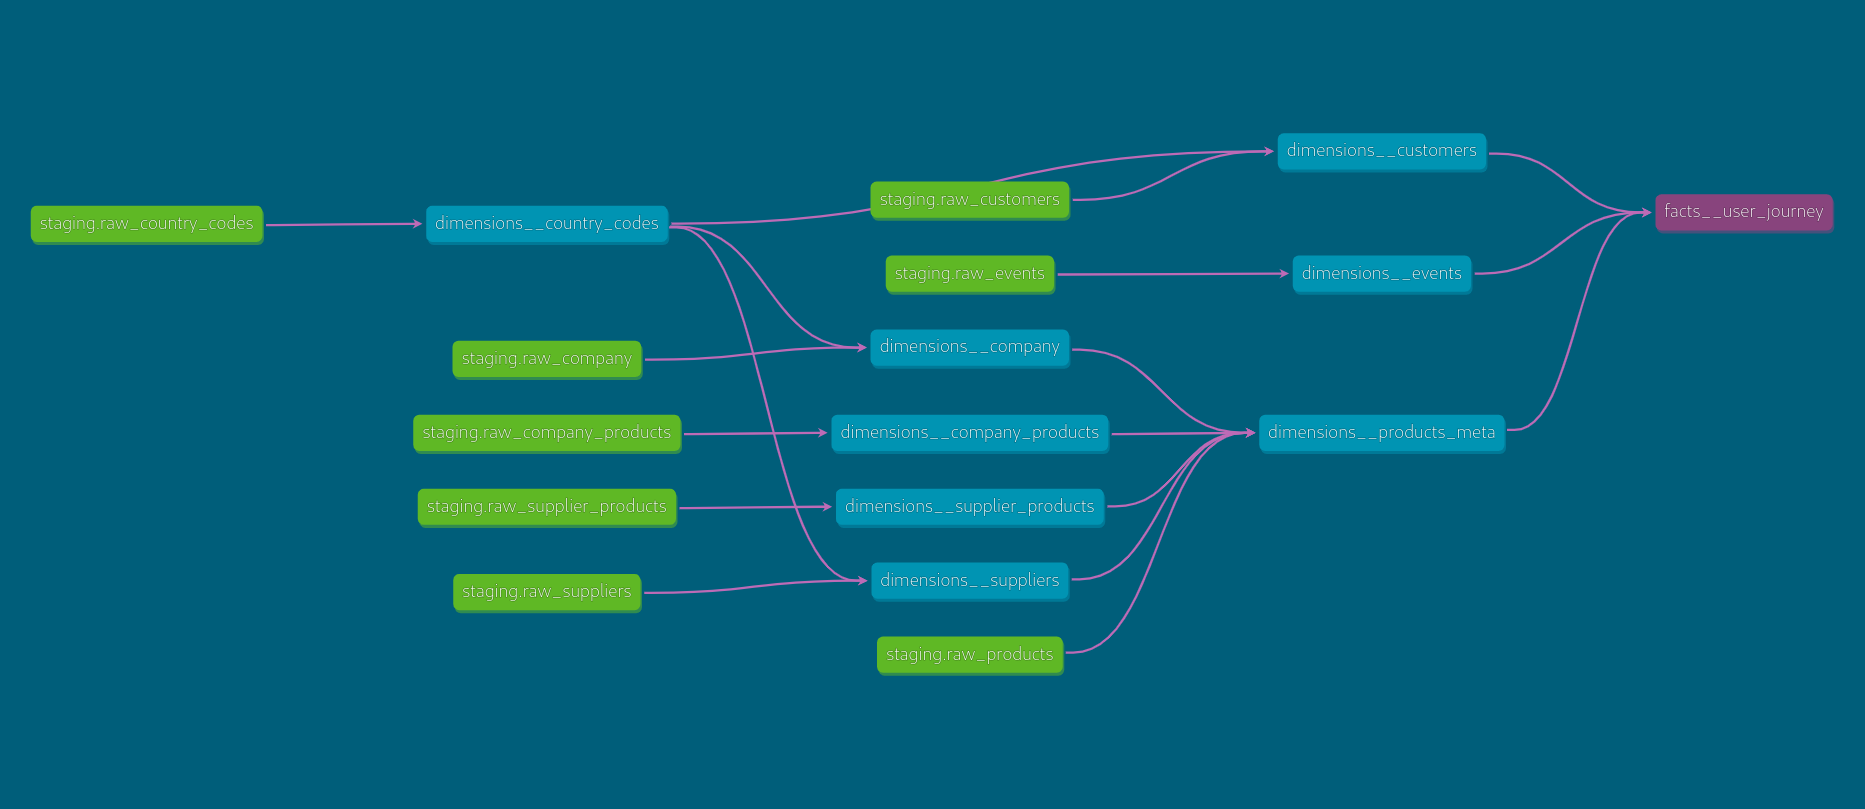 dimensions__customers
staging.raw_customers
facts__user_journey
staging.raw_country_codes
dimensions__country_codes
staging.raw_events
dimensions__events
staging.raw_company
dimensions__company
staging.raw_company_products
dimensions__company_products
dimensions__products_meta
staging.raw_supplier_products
dimensions__supplier_products
staging.raw_suppliers
dimensions__suppliers
staging.raw_products